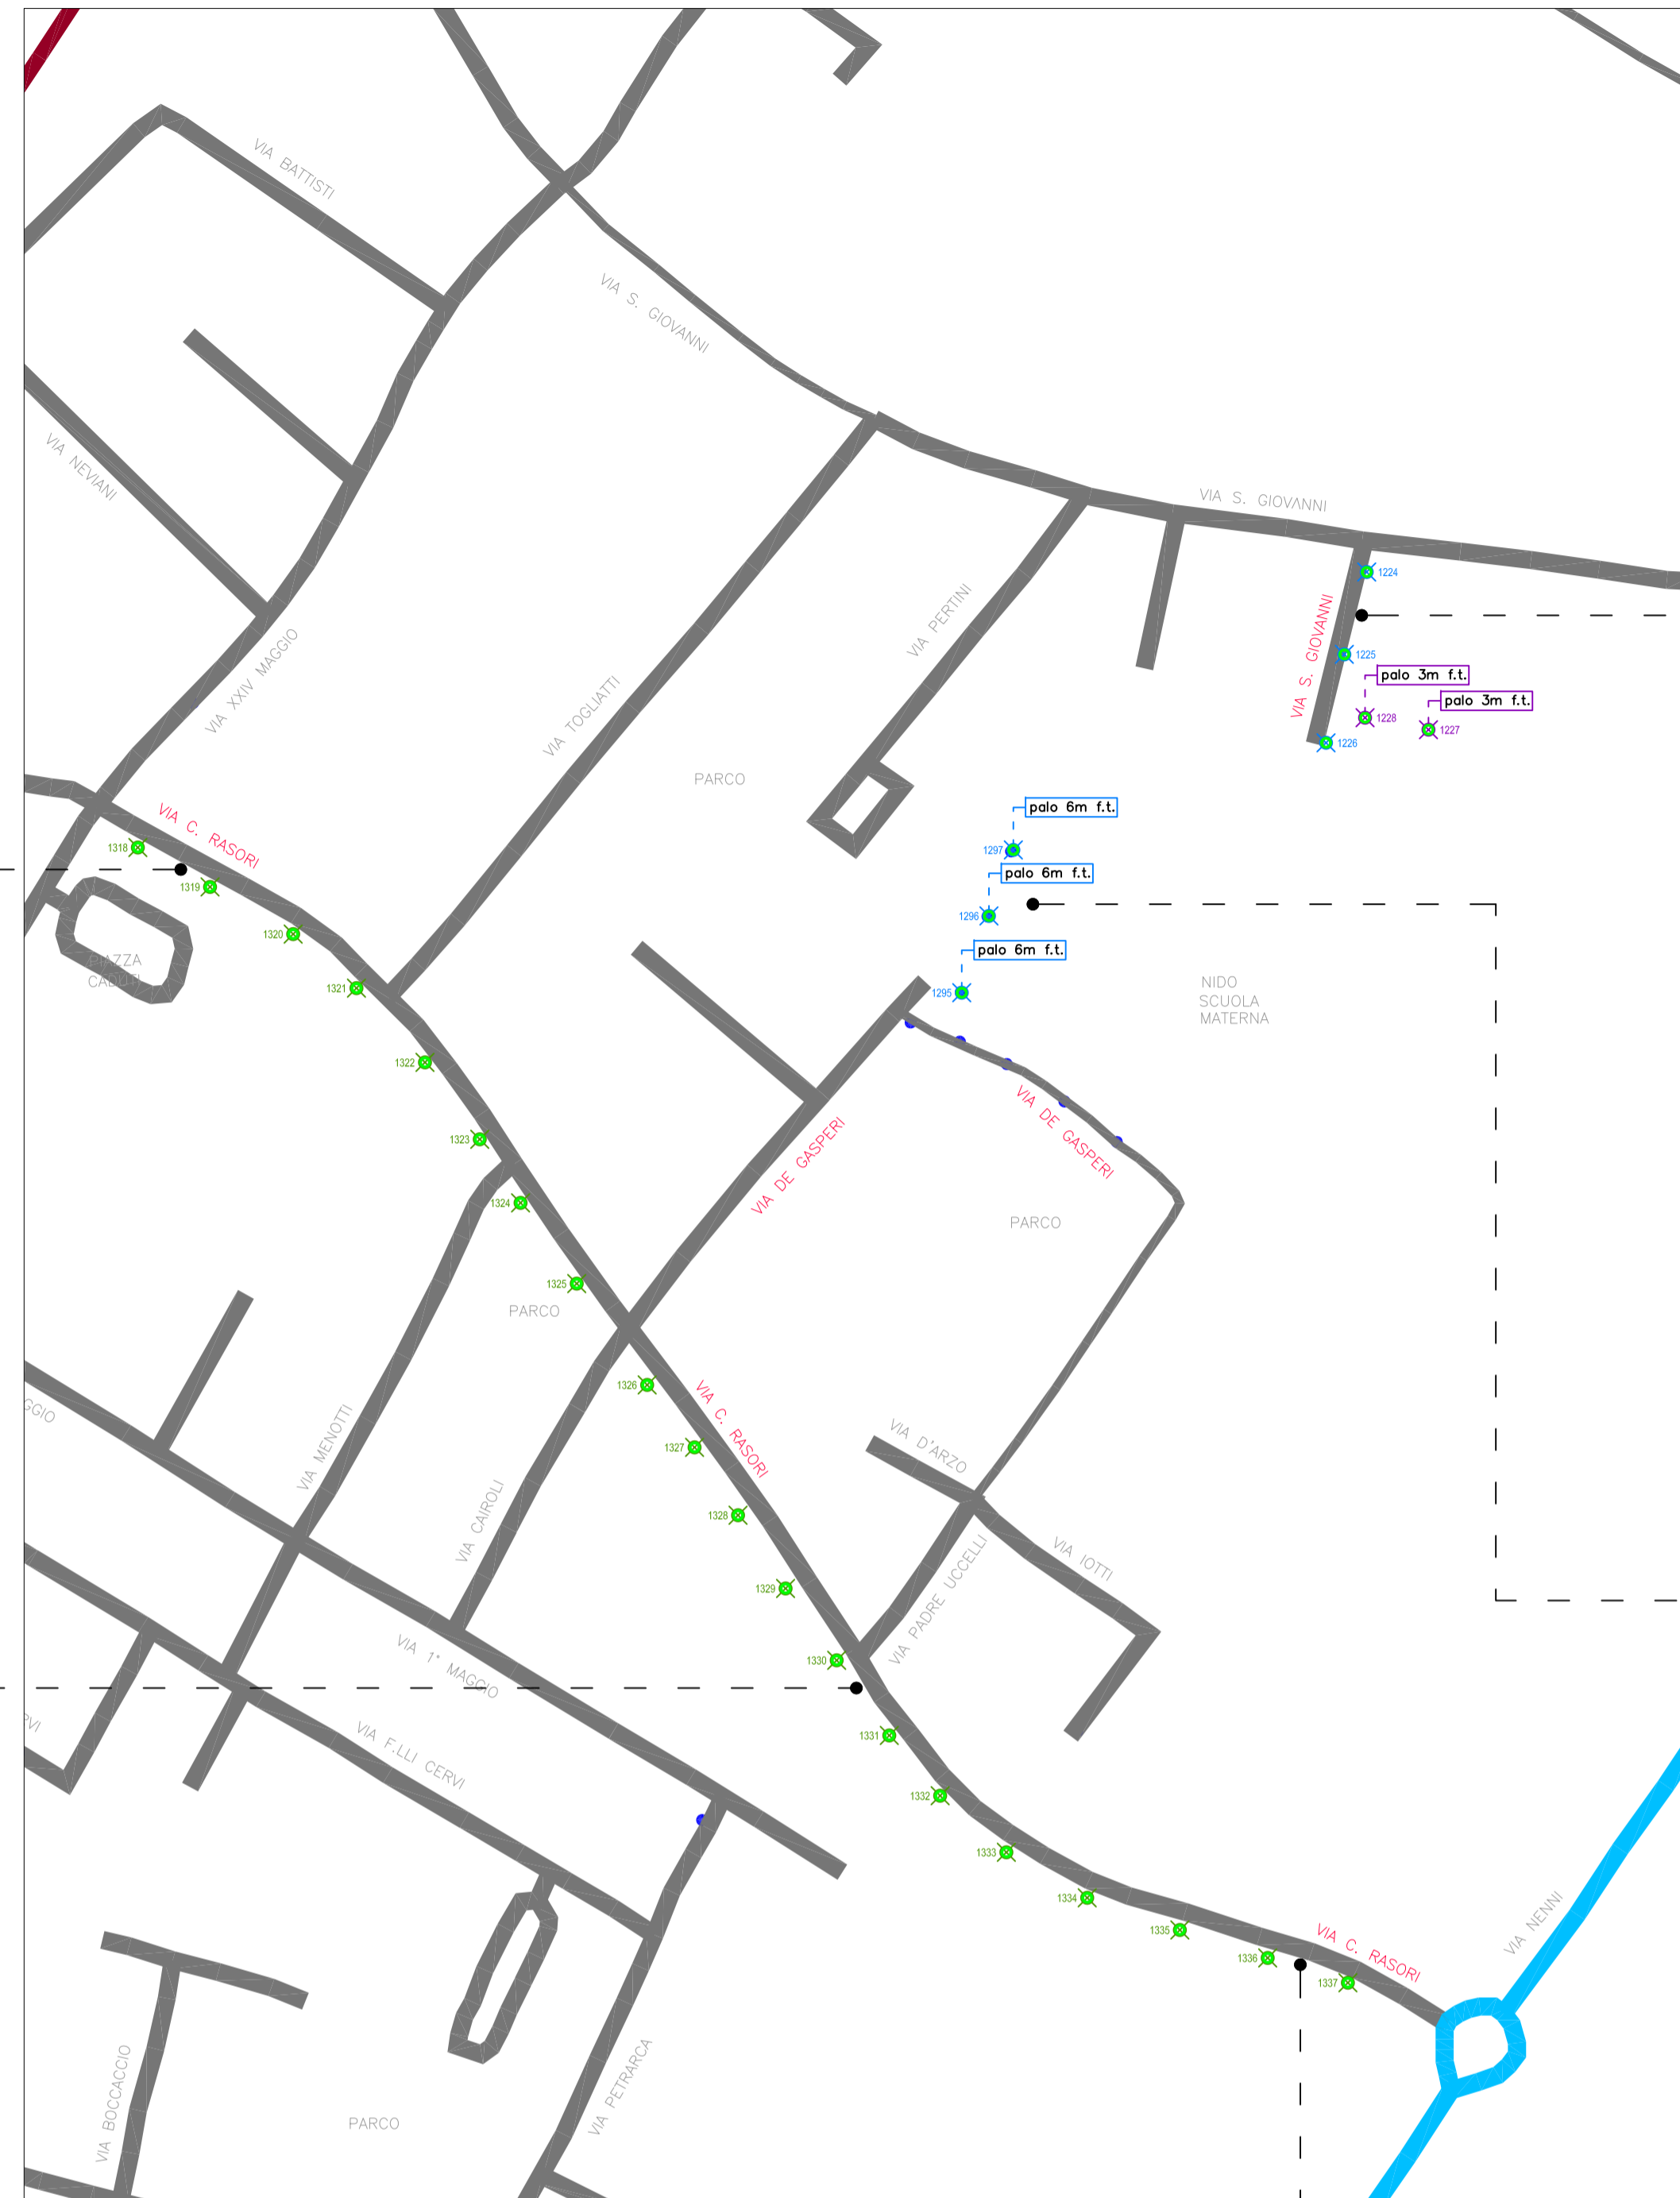 VIA BATTISTI
VIA S. GIOVANNI
VIA NEVIANI
VIA S. GIOVANNI
1224
VIA PERTINI
VIA S. GIOVANNI
1225
VIA XXIV MAGGIO
VIA TOGLIATTI
palo 3m f.t.
palo 3m f.t.
1228
1227
1226
PARCO
VIA C. RASORI
palo 6m f.t.
1318
1297
palo 6m f.t.
1319
1296
1320
palo 6m f.t.
PIAZZA
CADUTI
1321
1295
NIDO
SCUOLA
MATERNA
1322
VIA DE GASPERI
1323
VIA DE GASPERI
1324
PARCO
1325
PARCO
1326
VIA C. RASORI
GGIO
VIA MENOTTI
1327
VIA D'ARZO
VIA CAIROLI
1328
VIA IOTTI
1329
VIA PADRE UCCELLI
1330
VIA 1° MAGGIO
RVI
1331
VIA F.LLI CERVI
1332
1333
1334
1335
VIA C. RASORI
VIA NENNI
1336
1337
VIA BOCCACCIO
VIA PETRARCA
PARCO